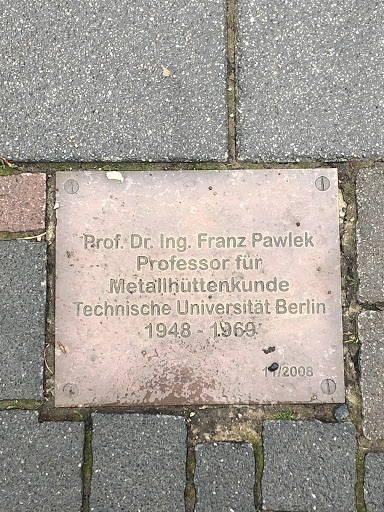 Prof. Dr. Ing. Franz Pawlek
Professor für
Metallhüttenkunde
Technische Universität Berlin
1948 - 1969
11/2008